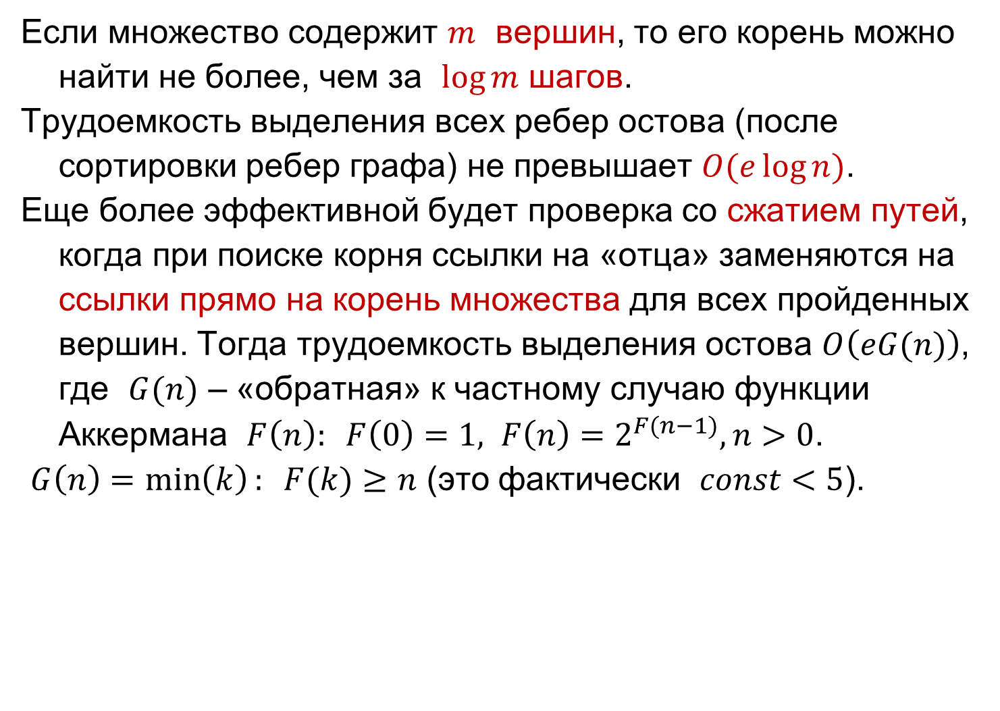 Если множество содержит m вершин, то его корень можно
найти не более, чем за log m шагов.
Трудоемкость выделения всех ребер остова (после
сортировки ребер графа) не превышает O(e log n).
Еще более эффективной будет проверка со сжатием путей,
когда при поиске корня ссылки на «отца» заменяются на
ссылки прямо на корень множества для всех пройденных
вершин. Тогда трудоемкость выделения остова O(eG(n)),
где G(n) – «обратная» к частному случаю функции
Аккермана F(n): F(0) = 1, F(n) = 2^{F(n−1)}, n > 0.
G(n) = min(k): F(k) ≥ n (это фактически const < 5).